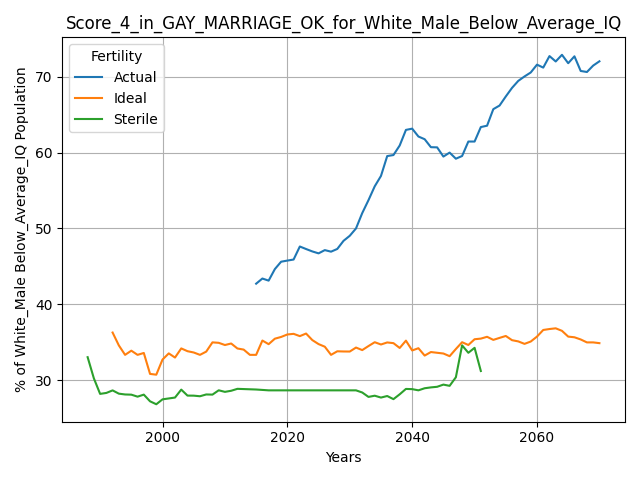 Score_4_in_GAY_MARRIAGE_OK_for_White_Male_Below_Average_IQ
Fertility
Actual
Ideal
Sterile
% of White_Male Below_Average_IQ Population
70
60
50
40
30
2000
2020
2040
2060
Years